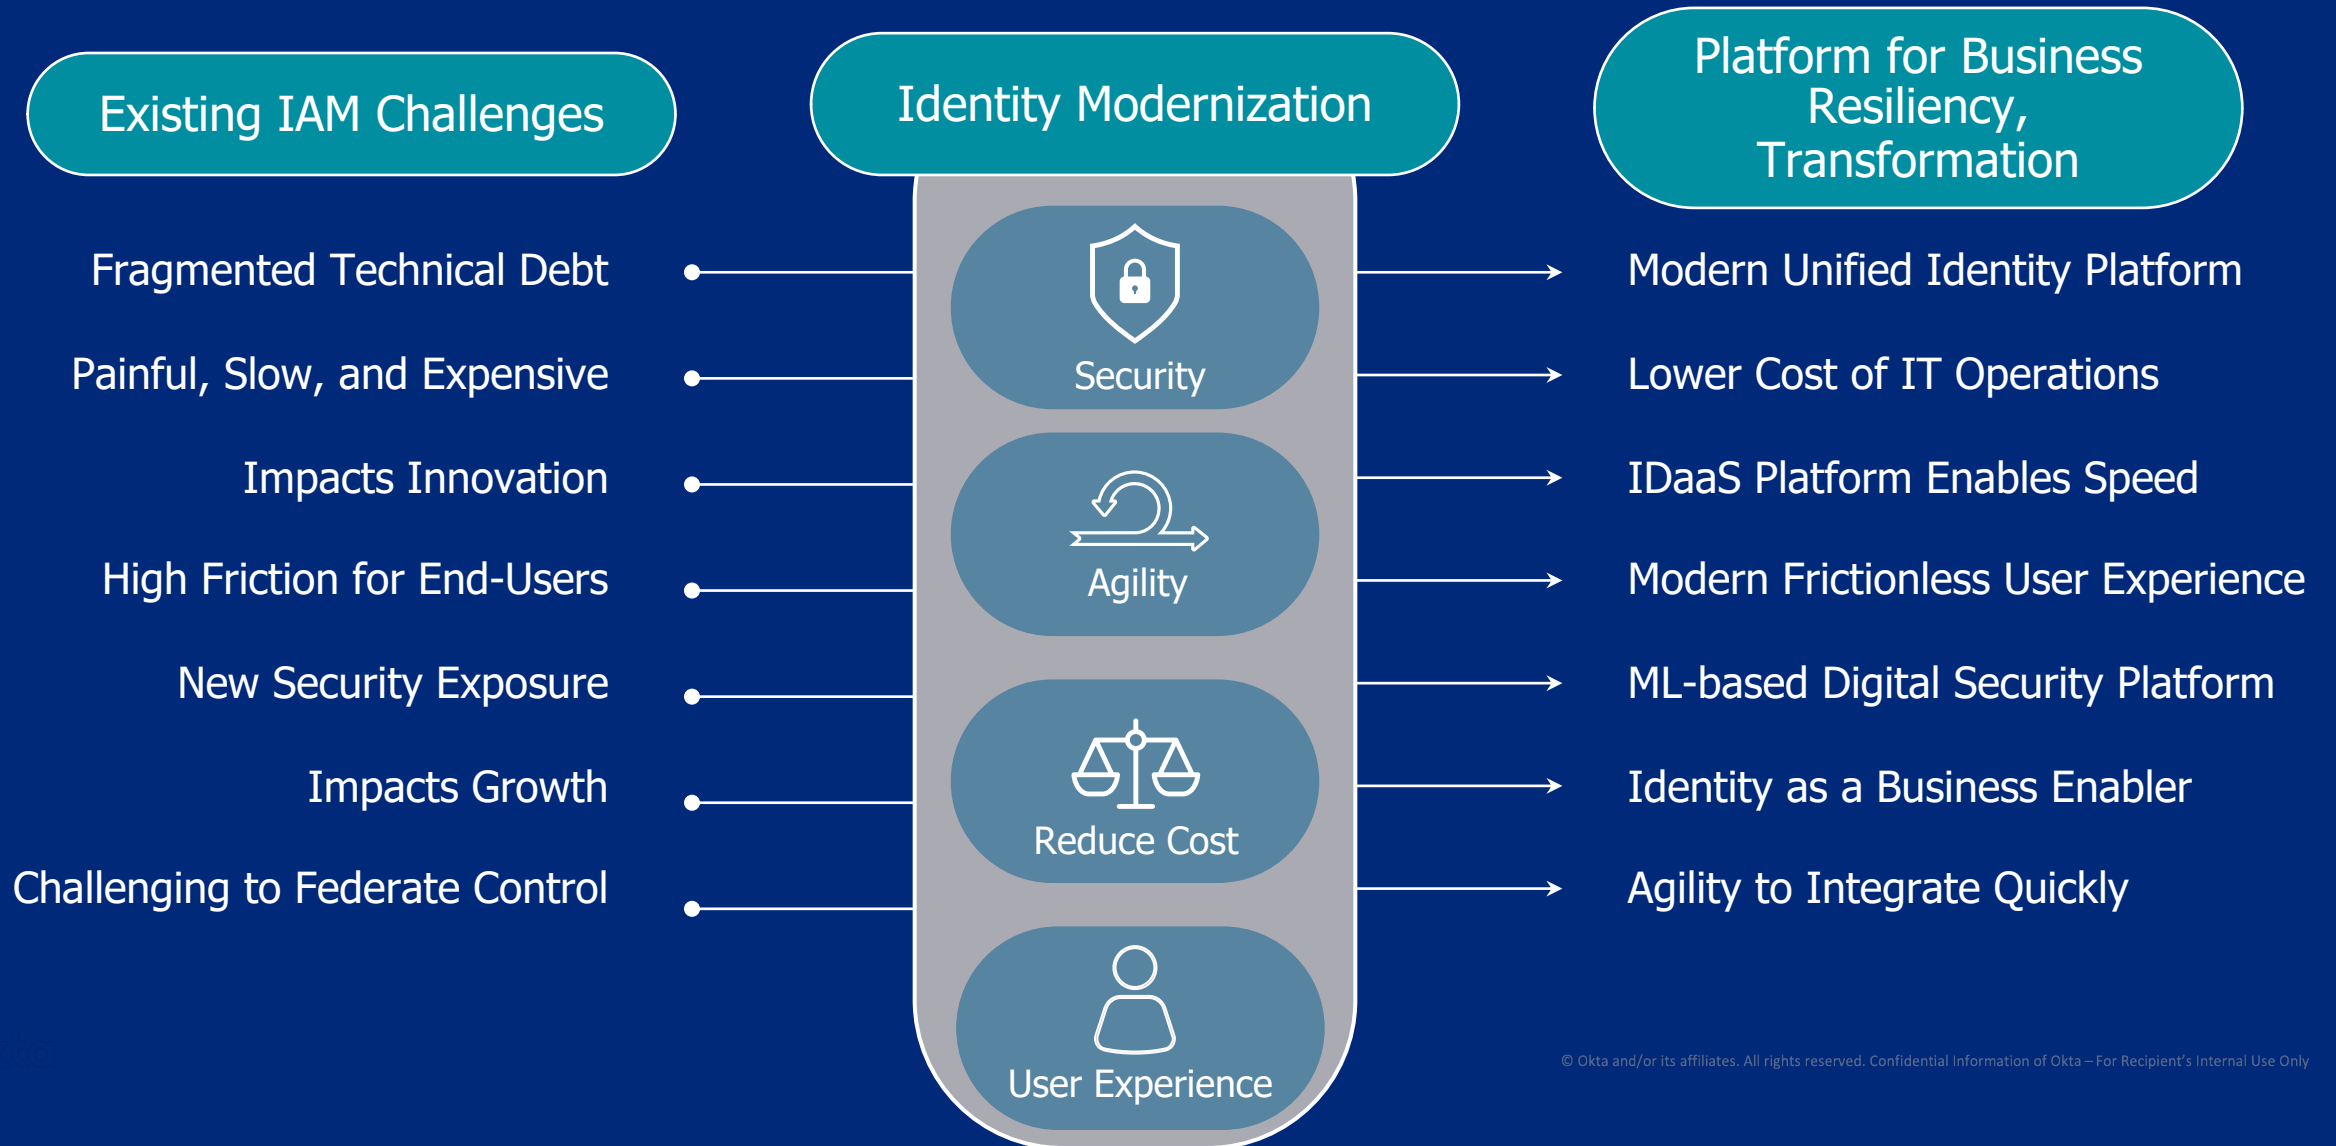 Existing IAM Challenges
Fragmented Technical Debt
Painful, Slow, and Expensive
Impacts Innovation
High Friction for End-Users
New Security Exposure
Impacts Growth
Challenging to Federate Control
Identity Modernization
Security
Agility
Reduce Cost
User Experience
Platform for Business
Resiliency,
Transformation
Modern Unified Identity Platform
Lower Cost of IT Operations
IDaaS Platform Enables Speed
Modern Frictionless User Experience
ML-based Digital Security Platform
Identity as a Business Enabler
Agility to Integrate Quickly
© Okta and/or its affiliates. All rights reserved. Confidential Information of Okta – For Recipient’s Internal Use Only